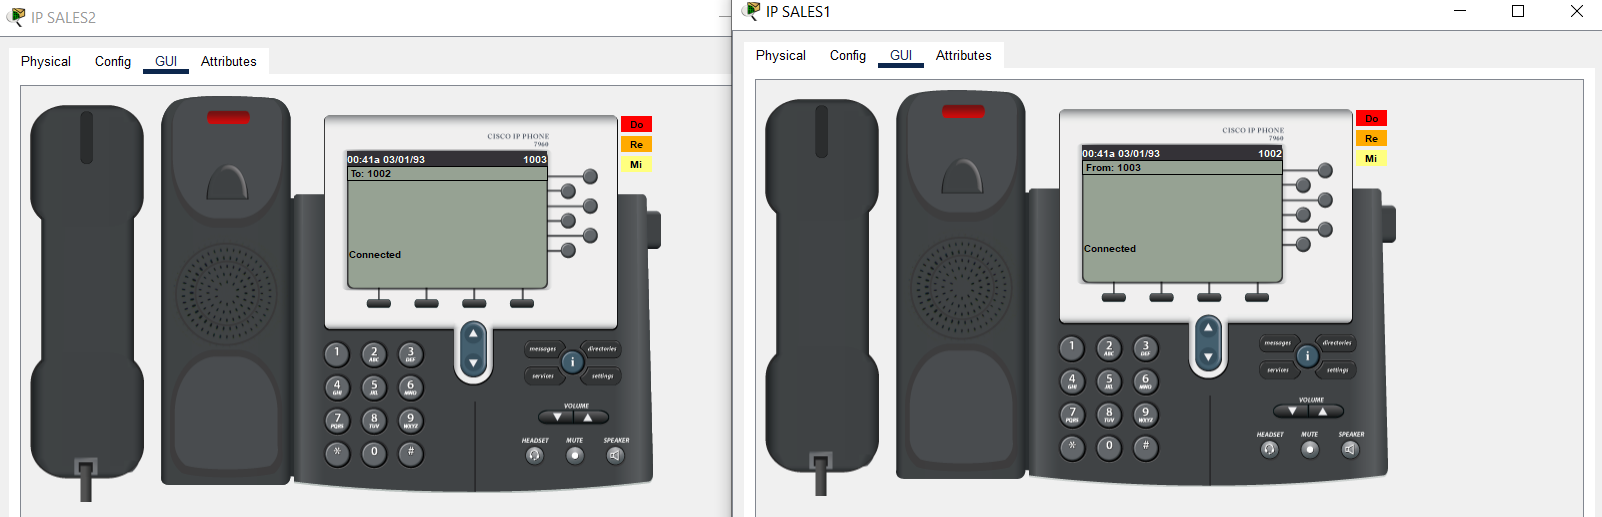 IP SALES2
Physical Config GUI Attributes
CISCO IP PHONE
7960
00:41a 03/01/93 1003
To: 1002
Connected
Do
Re
Mi
messages directories
i
services settings
1 2 ABC 3 DEF
4 GHI 5 JKL 6 MNO
7 PQRS 8 TUV 9 WXYZ
* 0 #
VOLUME
HEADSET MUTE SPEAKER
IP SALES1
Physical Config GUI Attributes
CISCO IP PHONE
7960
00:41a 03/01/93 1002
From: 1003
Connected
Do
Re
Mi
messages directories
i
services settings
1 2 ABC 3 DEF
4 GHI 5 JKL 6 MNO
7 PQRS 8 TUV 9 WXYZ
* 0 #
VOLUME
HEADSET MUTE SPEAKER